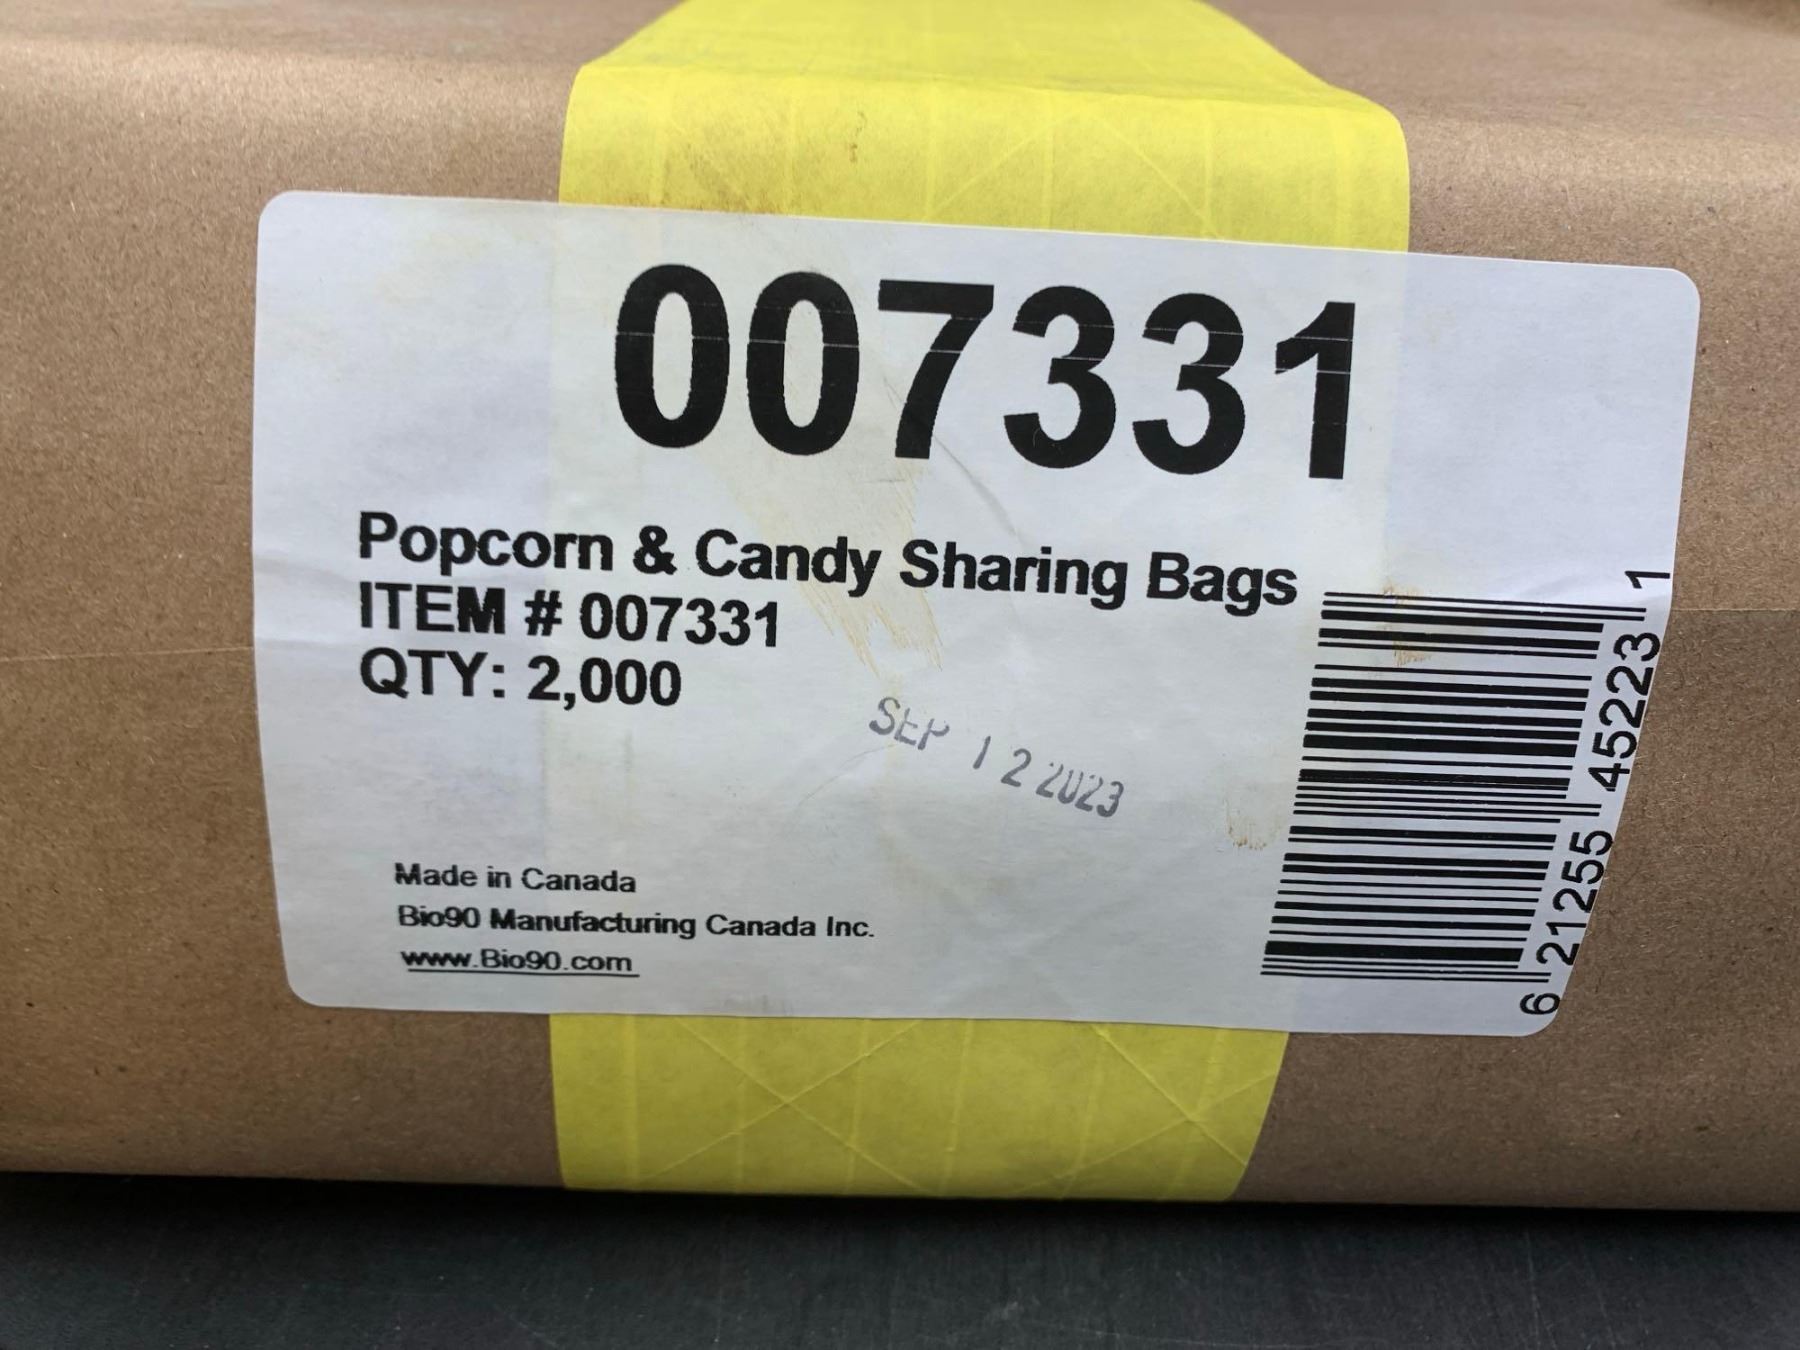 007331
Popcorn & Candy Sharing Bags
ITEM # 007331
QTY: 2,000
SEP 12 2023
Made in Canada
Bio90 Manufacturing Canada Inc.
www.Bio90.com
6 21255 45223 1